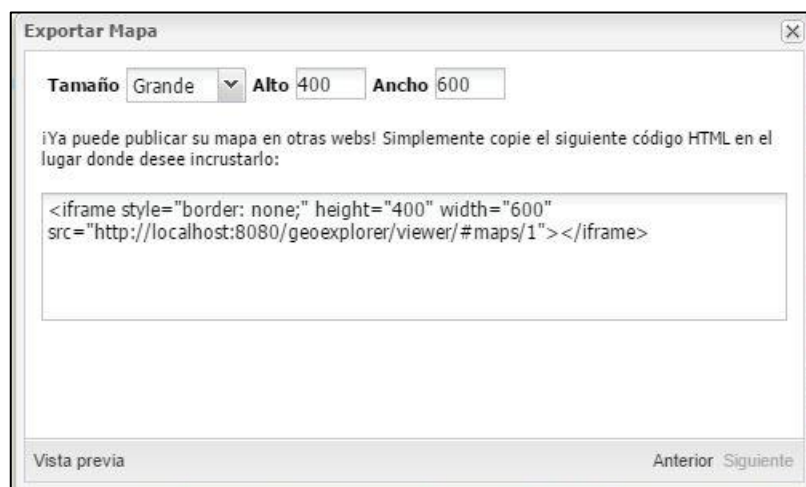 Exportar Mapa
Tamaño Grande Alto 400 Ancho 600
¡Ya puede publicar su mapa en otras webs! Simplemente copie el siguiente código HTML en el
lugar donde desee incrustarlo:
<iframe style="border: none;" height="400" width="600"
src="http://localhost:8080/geoexplorer/viewer/#maps/1"></iframe>
Vista previa Anterior Siguiente